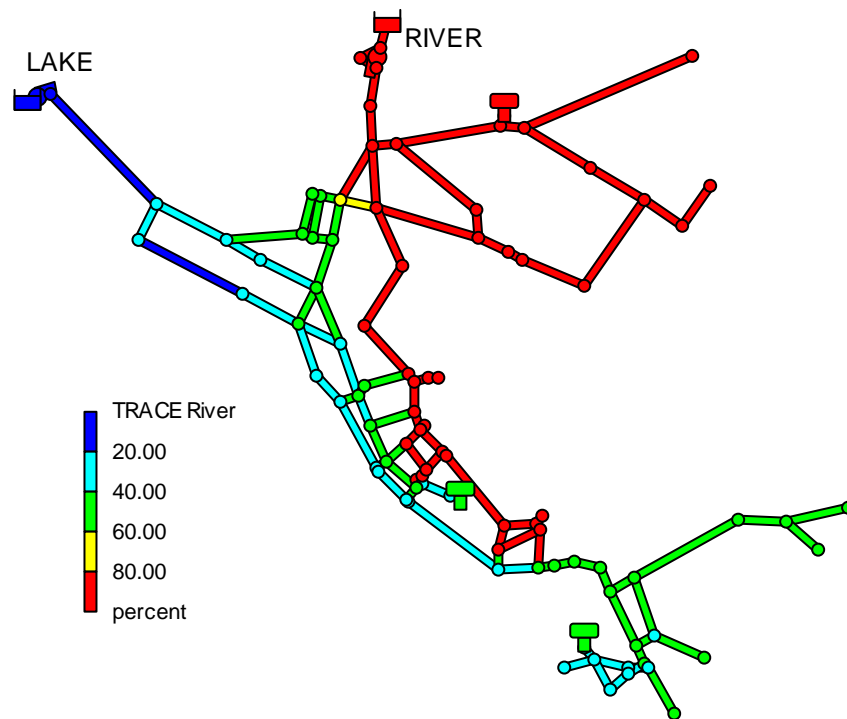 RIVER
LAKE
TRACE River
20.00
40.00
60.00
80.00
percent